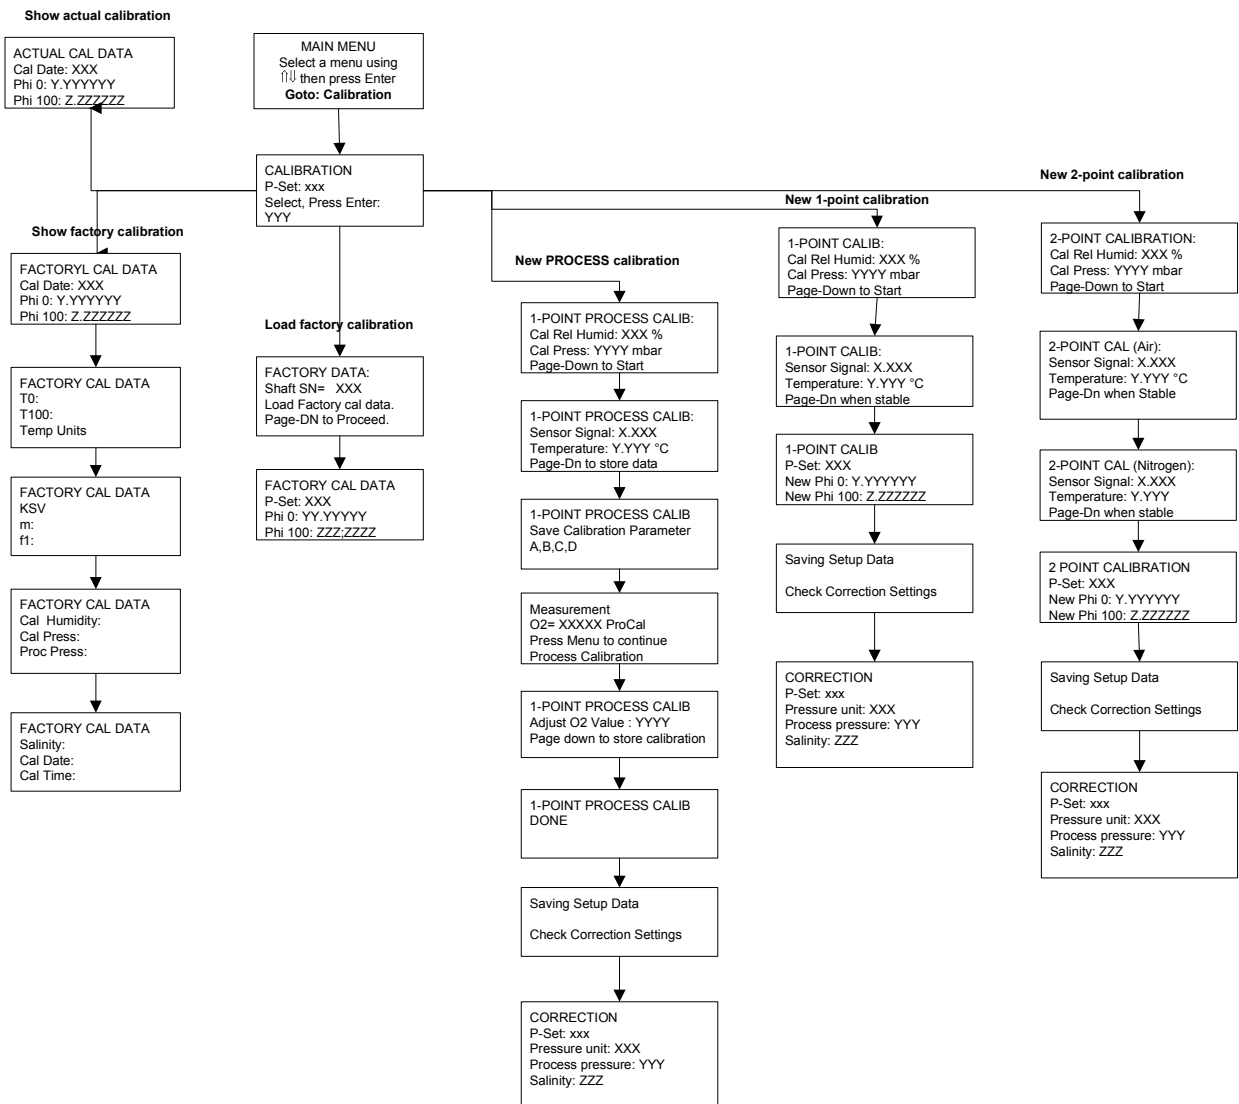 Show actual calibration
ACTUAL CAL DATA
Cal Date: XXX
Phi 0: Y.YYYYYY
Phi 100: Z.ZZZZZZ
MAIN MENU
Select a menu using
⇑⇓ then press Enter
Goto: Calibration
CALIBRATION
P-Set: xxx
Select, Press Enter:
YYY
Show factory calibration
FACTORYL CAL DATA
Cal Date: XXX
Phi 0: Y.YYYYYY
Phi 100: Z.ZZZZZZ
FACTORY CAL DATA
T0:
T100:
Temp Units
FACTORY CAL DATA
KSV
m:
f1:
FACTORY CAL DATA
Cal  Humidity:
Cal Press:
Proc Press:
FACTORY CAL DATA
Salinity:
Cal Date:
Cal Time:
Load factory calibration
FACTORY DATA:
Shaft SN=   XXX
Load Factory cal data.
Page-DN to Proceed.
FACTORY CAL DATA
P-Set: XXX
Phi 0: YY.YYYYY
Phi 100: ZZZ;ZZZZ
New PROCESS calibration
1-POINT PROCESS CALIB:
Cal Rel Humid: XXX %
Cal Press: YYYY mbar
Page-Down to Start
1-POINT PROCESS CALIB:
Sensor Signal: X.XXX
Temperature: Y.YYY °C
Page-Dn to store data
1-POINT PROCESS CALIB
Save Calibration Parameter
A,B,C,D
Measurement
O2= XXXXX ProCal
Press Menu to continue
Process Calibration
1-POINT PROCESS CALIB
Adjust O2 Value : YYYY
Page down to store calibration
1-POINT PROCESS CALIB
DONE
Saving Setup Data
Check Correction Settings
CORRECTION
P-Set: xxx
Pressure unit: XXX
Process pressure: YYY
Salinity: ZZZ
New 1-point calibration
1-POINT CALIB:
Cal Rel Humid: XXX %
Cal Press: YYYY mbar
Page-Down to Start
1-POINT CALIB:
Sensor Signal: X.XXX
Temperature: Y.YYY °C
Page-Dn when stable
1-POINT CALIB
P-Set: XXX
New Phi 0: Y.YYYYYY
New Phi 100: Z.ZZZZZZ
Saving Setup Data
Check Correction Settings
CORRECTION
P-Set: xxx
Pressure unit: XXX
Process pressure: YYY
Salinity: ZZZ
New 2-point calibration
2-POINT CALIBRATION:
Cal Rel Humid: XXX %
Cal Press: YYYY mbar
Page-Down to Start
2-POINT CAL (Air):
Sensor Signal: X.XXX
Temperature: Y.YYY °C
Page-Dn when Stable
2-POINT CAL (Nitrogen):
Sensor Signal: X.XXX
Temperature: Y.YYY
Page-Dn when stable
2 POINT CALIBRATION
P-Set: XXX
New Phi 0: Y.YYYYYY
New Phi 100: Z.ZZZZZZ
Saving Setup Data
Check Correction Settings
CORRECTION
P-Set: xxx
Pressure unit: XXX
Process pressure: YYY
Salinity: ZZZ